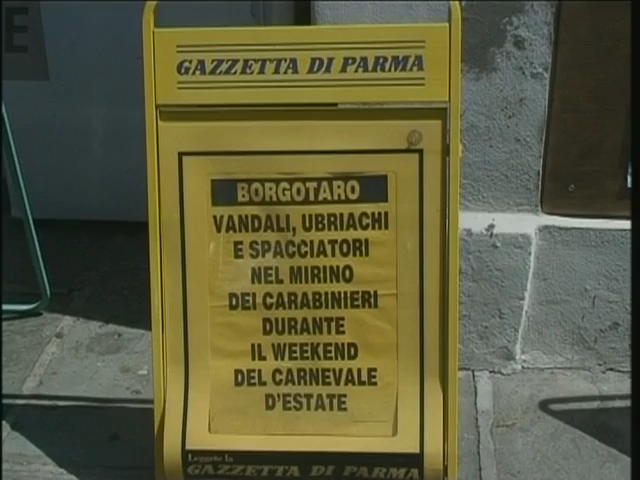 E
GAZZETTA DI PARMA
BORGOTARO
VANDALI, UBRIACHI
E SPACCIATORI
NEL MIRINO
DEI CARABINIERI
DURANTE
IL WEEKEND
DEL CARNEVALE
D'ESTATE
Leggete la
GAZZETTA DI PARMA